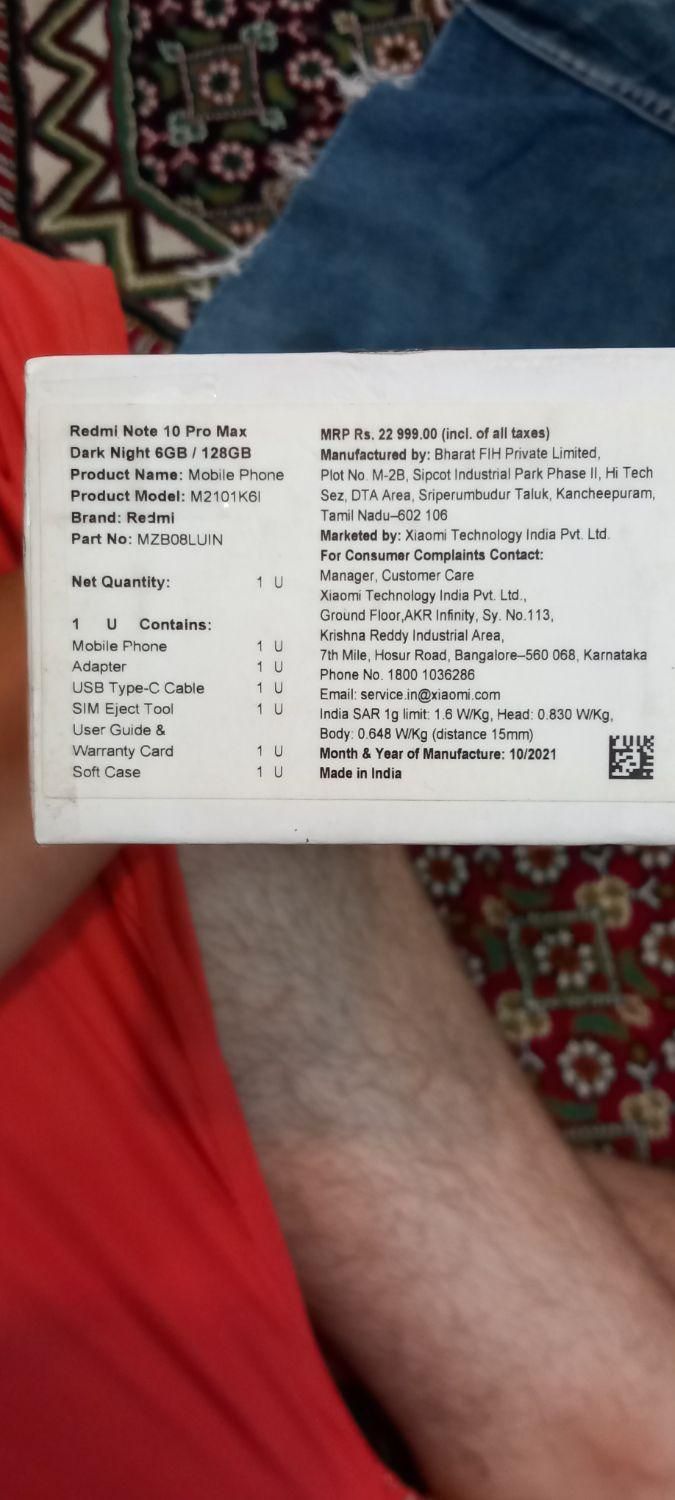 Redmi Note 10 Pro Max
Dark Night 6GB / 128GB
Product Name: Mobile Phone
Product Model: M2101K6I
Brand: Redmi
Part No: MZB08LUIN
Net Quantity: 1 U
1 U Contains:
Mobile Phone 1 U
Adapter 1 U
USB Type-C Cable 1 U
SIM Eject Tool 1 U
User Guide &
Warranty Card 1 U
Soft Case 1 U
MRP Rs. 22 999.00 (incl. of all taxes)
Manufactured by: Bharat FIH Private Limited,
Plot No. M-2B, Sipcot Industrial Park Phase II, Hi Tech
Sez, DTA Area, Sriperumbudur Taluk, Kancheepuram,
Tamil Nadu–602 106
Marketed by: Xiaomi Technology India Pvt. Ltd.
For Consumer Complaints Contact:
Manager, Customer Care
Xiaomi Technology India Pvt. Ltd.,
Ground Floor,AKR Infinity, Sy. No.113,
Krishna Reddy Industrial Area,
7th Mile, Hosur Road, Bangalore–560 068, Karnataka
Phone No. 1800 1036286
Email: service.in@xiaomi.com
India SAR 1g limit: 1.6 W/Kg, Head: 0.830 W/Kg,
Body: 0.648 W/Kg (distance 15mm)
Month & Year of Manufacture: 10/2021
Made in India